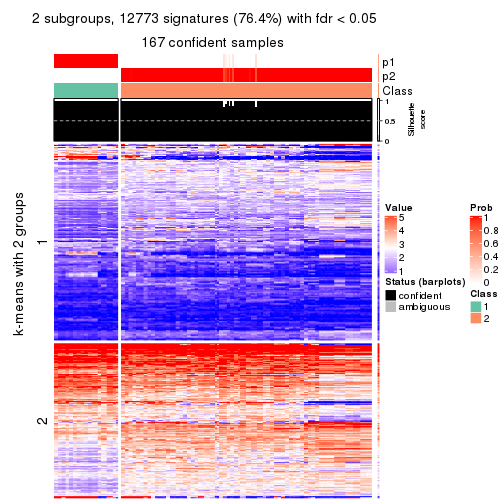 2 subgroups, 12773 signatures (76.4%) with fdr < 0.05
167 confident samples
p1
p2
Class
1
0.5
0
Silhouette
score
k-means with 2 groups
1
2
Value
5
4
3
2
1
Prob
1
0.8
0.6
0.4
0.2
0
Status (barplots)
confident
ambiguous
Class
1
2